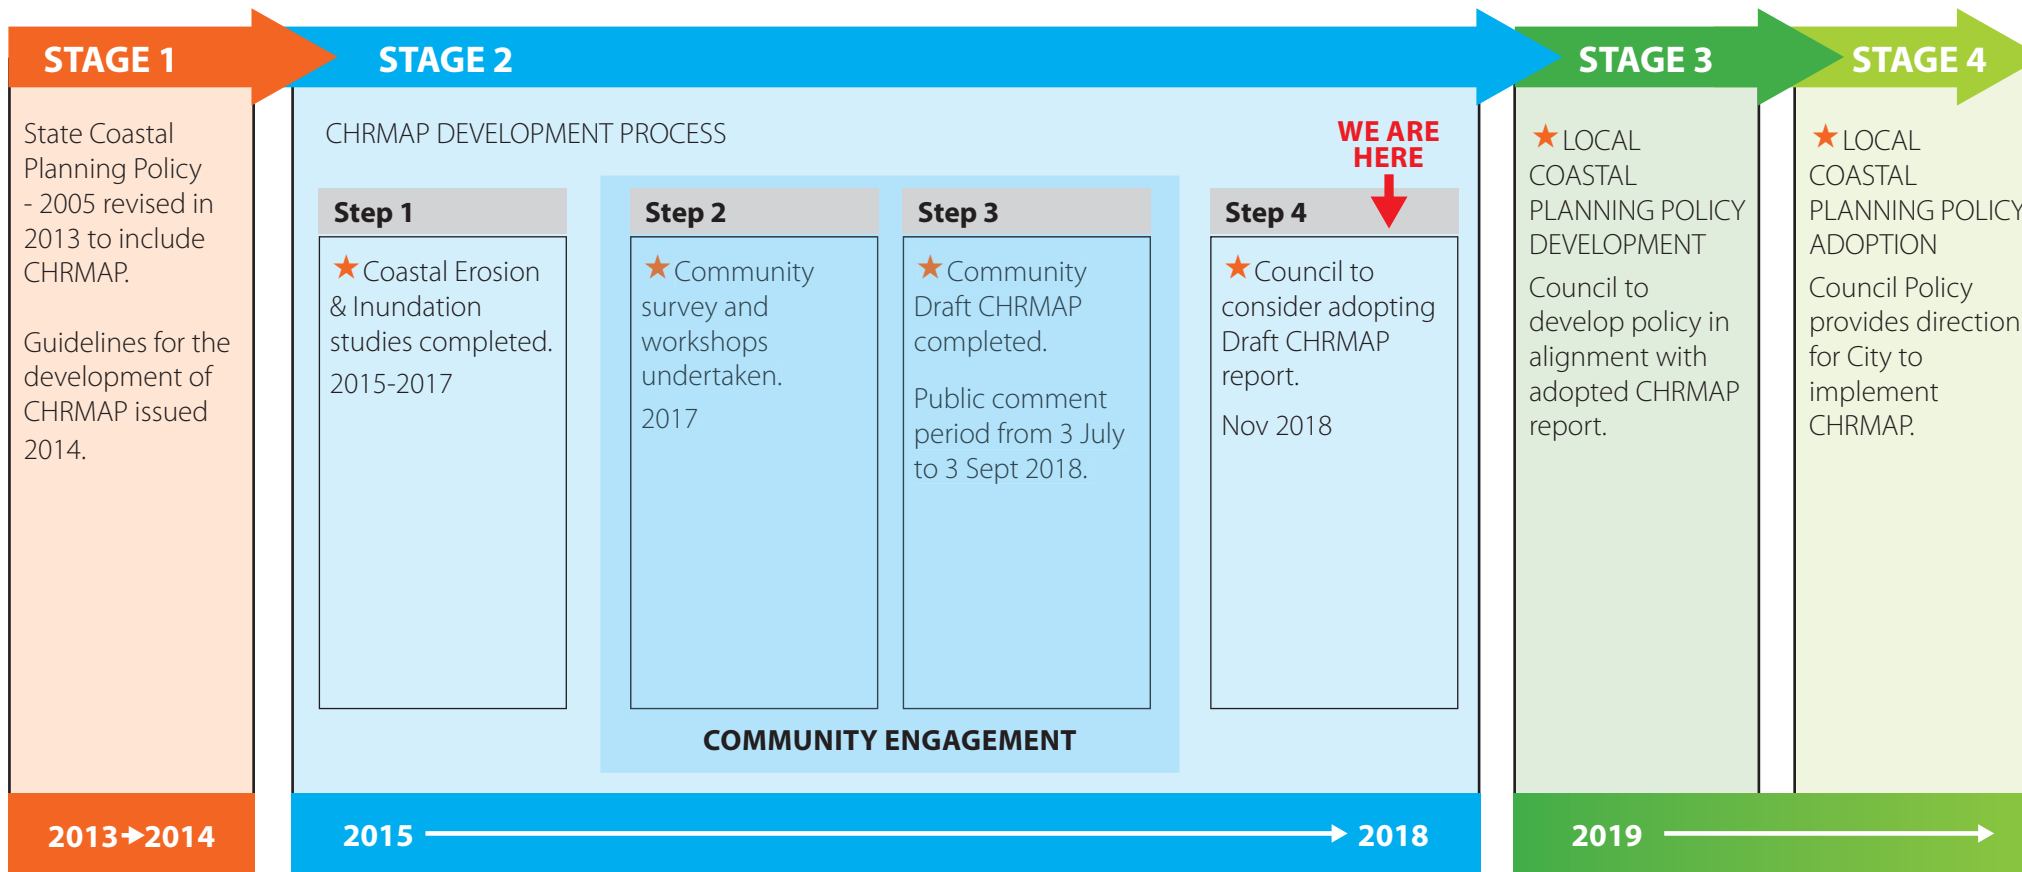 STAGE 1
STAGE 2
STAGE 3
STAGE 4
State Coastal
Planning Policy
- 2005 revised in
2013 to include
CHRMAP.
Guidelines for the
development of
CHRMAP issued
2014.
CHRMAP DEVELOPMENT PROCESS
WE ARE
HERE
Step 1
Coastal Erosion
& Inundation
studies completed.
2015-2017
Step 2
Community
survey and
workshops
undertaken.
2017
Step 3
Community
Draft CHRMAP
completed.
Public comment
period from 3 July
to 3 Sept 2018.
COMMUNITY ENGAGEMENT
Step 4
Council to
consider adopting
Draft CHRMAP
report.
Nov 2018
LOCAL
COASTAL
PLANNING POLICY
DEVELOPMENT
Council to
develop policy in
alignment with
adopted CHRMAP
report.
LOCAL
COASTAL
PLANNING POLICY
ADOPTION
Council Policy
provides direction
for City to
implement
CHRMAP.
2013➔2014
2015
2018
2019